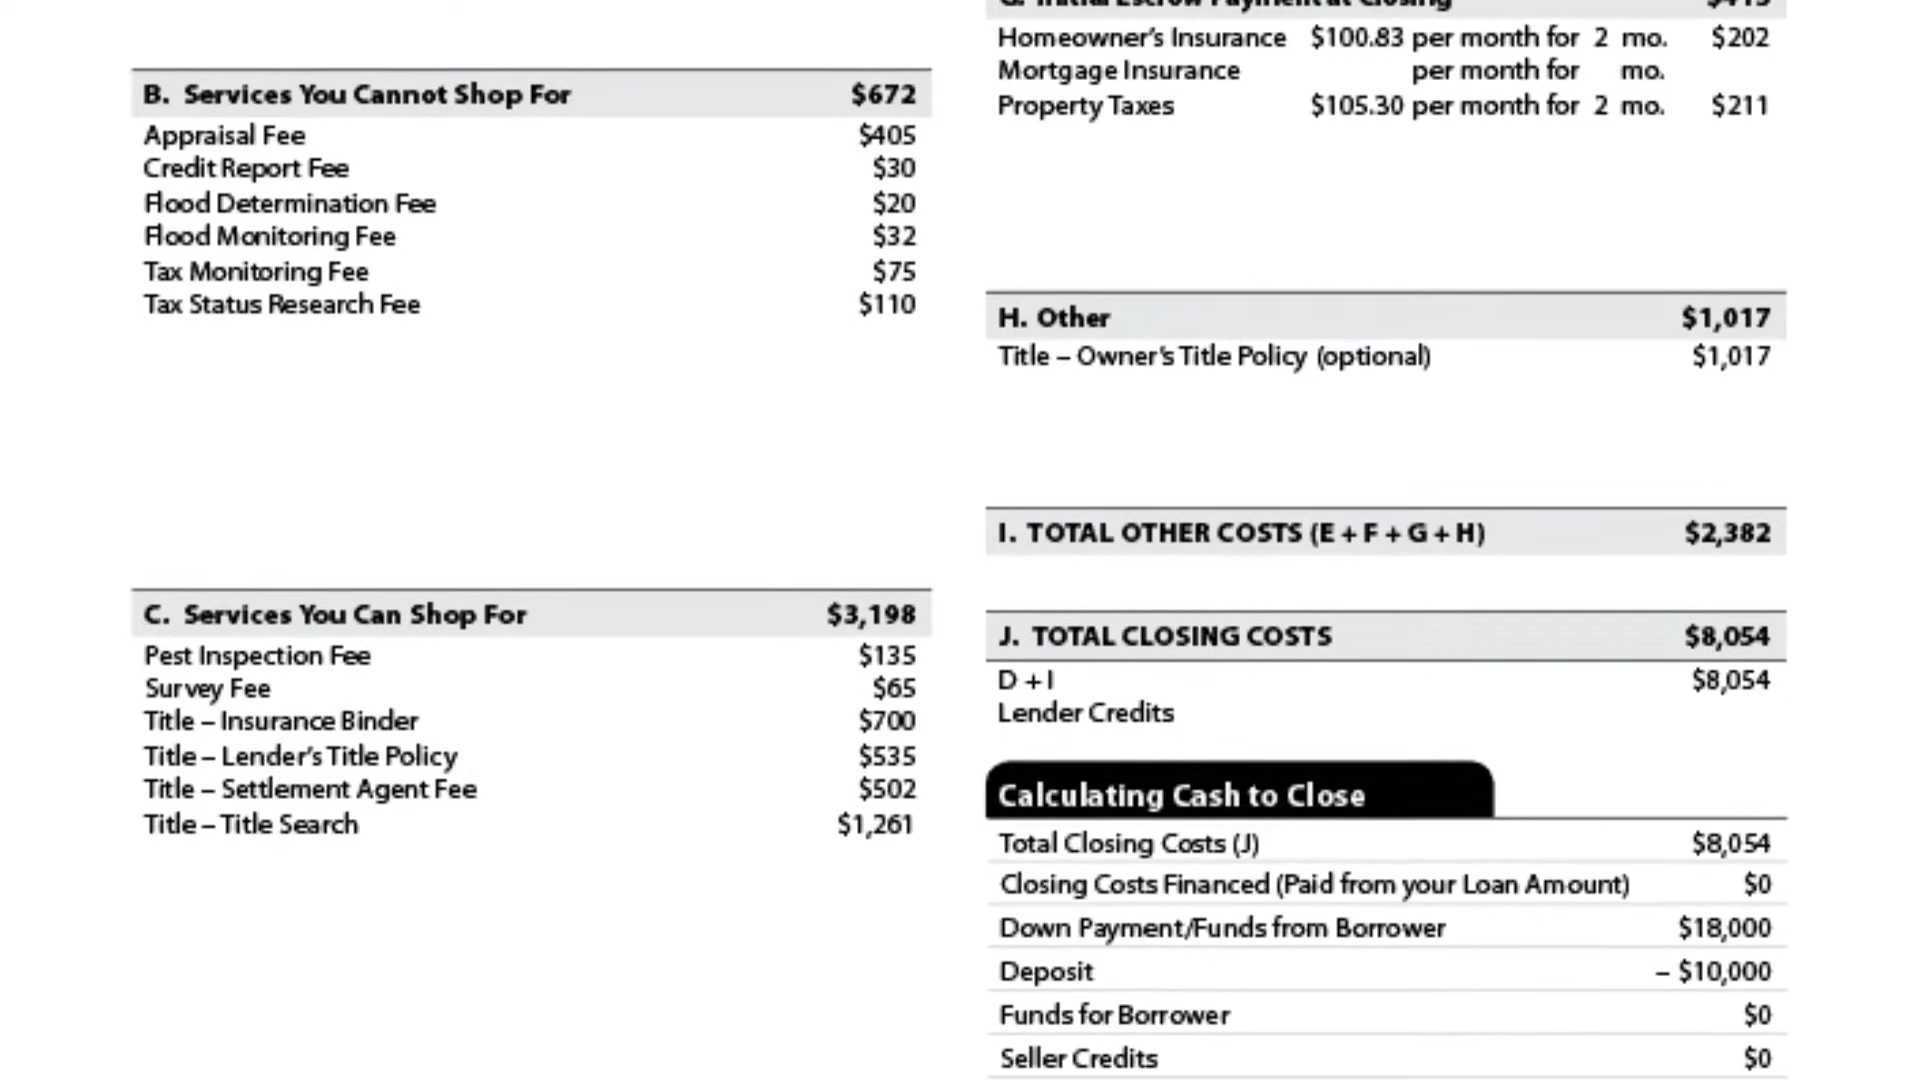 B. Services You Cannot Shop For $672
Appraisal Fee $405
Credit Report Fee $30
Flood Determination Fee $20
Flood Monitoring Fee $32
Tax Monitoring Fee $75
Tax Status Research Fee $110
C. Services You Can Shop For $3,198
Pest Inspection Fee $135
Survey Fee $65
Title – Insurance Binder $700
Title – Lender's Title Policy $535
Title – Settlement Agent Fee $502
Title – Title Search $1,261
G. Initial Escrow Payment at Closing $413
Homeowner's Insurance $100.83 per month for 2 mo. $202
Mortgage Insurance per month for mo.
Property Taxes $105.30 per month for 2 mo. $211
H. Other $1,017
Title – Owner's Title Policy (optional) $1,017
I. TOTAL OTHER COSTS (E + F + G + H) $2,382
J. TOTAL CLOSING COSTS $8,054
D + I $8,054
Lender Credits
Calculating Cash to Close
Total Closing Costs (J) $8,054
Closing Costs Financed (Paid from your Loan Amount) $0
Down Payment/Funds from Borrower $18,000
Deposit – $10,000
Funds for Borrower $0
Seller Credits $0